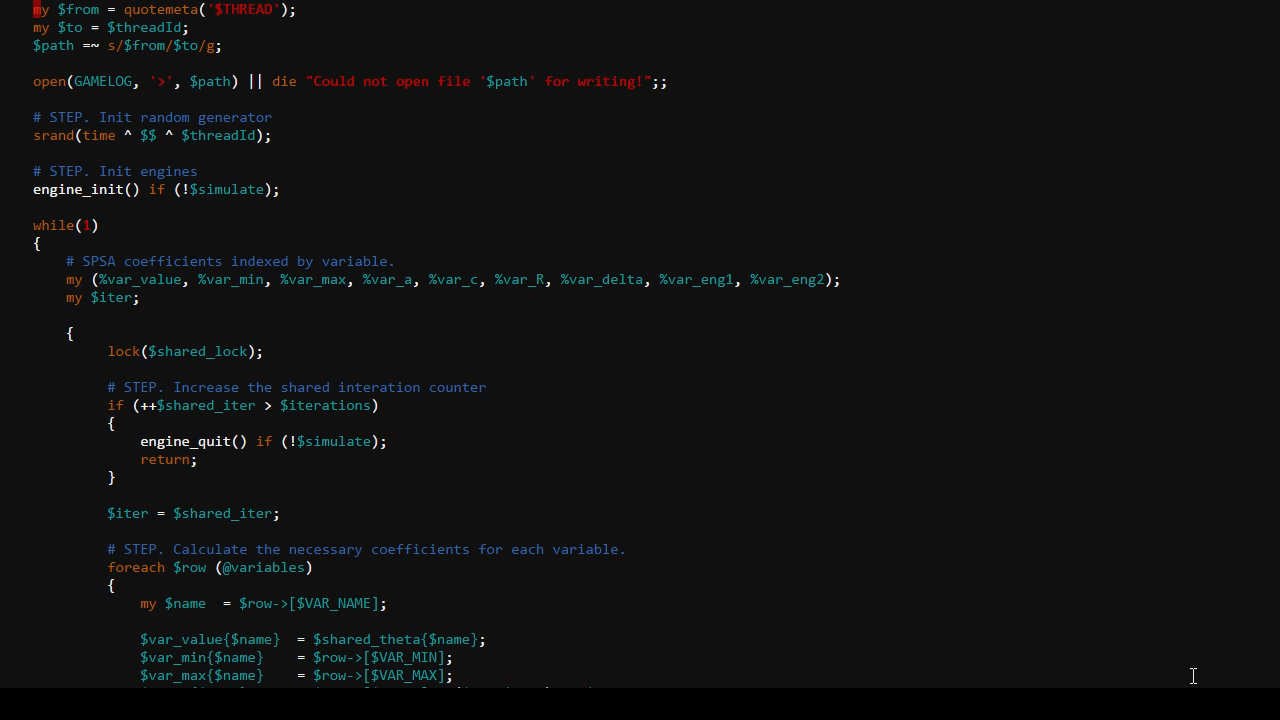 my $from = quotemeta('$THREAD');
my $to = $threadId;
$path =~ s/$from/$to/g;
open(GAMELOG, '>', $path) || die "Could not open file '$path' for writing!";;
# STEP. Init random generator
srand(time ^ $$ ^ $threadId);
# STEP. Init engines
engine_init() if (!$simulate);
while(1)
{
# SPSA coefficients indexed by variable.
my (%var_value, %var_min, %var_max, %var_a, %var_c, %var_R, %var_delta, %var_eng1, %var_eng2);
my $iter;
{
lock($shared_lock);
# STEP. Increase the shared interation counter
if (++$shared_iter > $iterations)
{
engine_quit() if (!$simulate);
return;
}
$iter = $shared_iter;
# STEP. Calculate the necessary coefficients for each variable.
foreach $row (@variables)
{
my $name  = $row->[$VAR_NAME];
$var_value{$name}  = $shared_theta{$name};
$var_min{$name}    = $row->[$VAR_MIN];
$var_max{$name}    = $row->[$VAR_MAX];